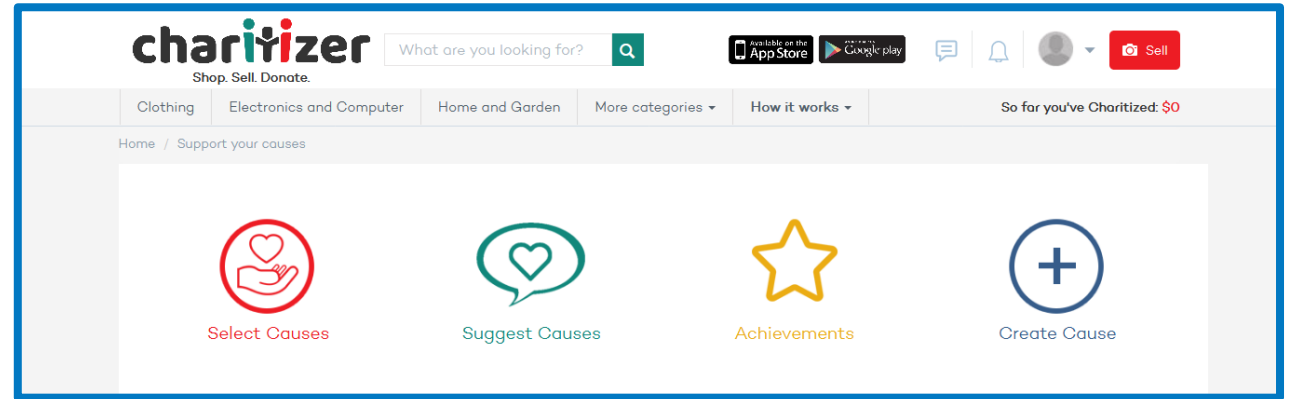 charitizer
Shop. Sell. Donate.
What are you looking for?
Available on the
App Store
Google play
Sell
Clothing
Electronics and Computer
Home and Garden
More categories
How it works
So far you've Charitized: $0
Home / Support your causes
Select Causes
Suggest Causes
Achievements
Create Cause